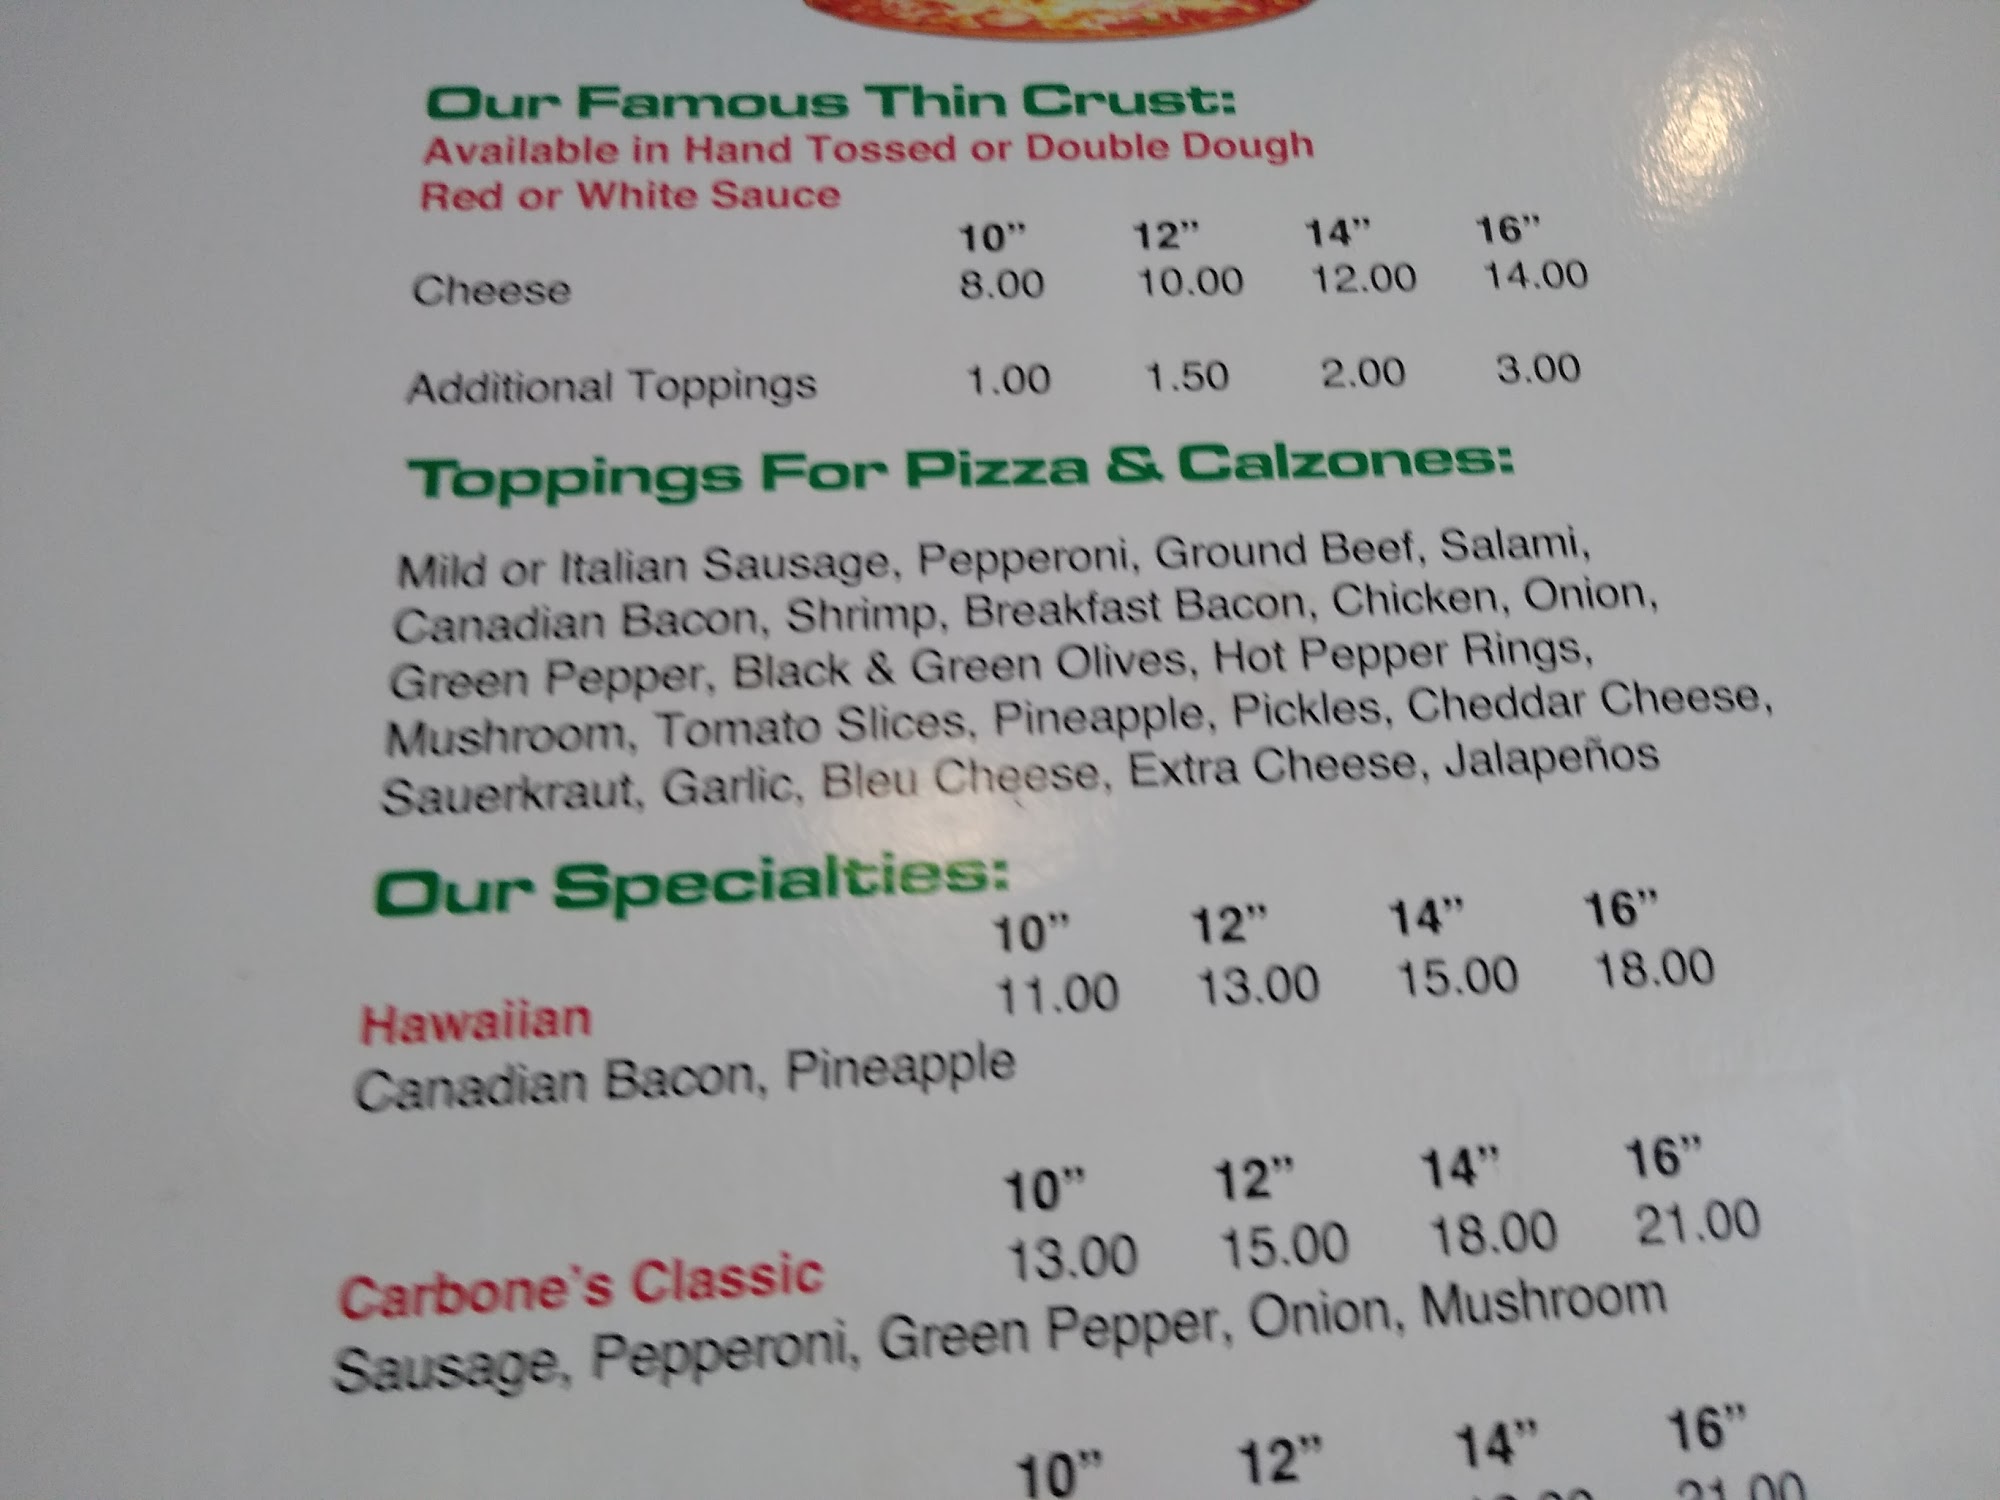 Our Famous Thin Crust:
Available in Hand Tossed or Double Dough
Red or White Sauce
10” 12” 14” 16”
Cheese 8.00 10.00 12.00 14.00
Additional Toppings 1.00 1.50 2.00 3.00
Toppings For Pizza & Calzones:
Mild or Italian Sausage, Pepperoni, Ground Beef, Salami,
Canadian Bacon, Shrimp, Breakfast Bacon, Chicken, Onion,
Green Pepper, Black & Green Olives, Hot Pepper Rings,
Mushroom, Tomato Slices, Pineapple, Pickles, Cheddar Cheese,
Sauerkraut, Garlic, Bleu Cheese, Extra Cheese, Jalapeños
Our Specialties:
10” 12” 14” 16”
Hawaiian 11.00 13.00 15.00 18.00
Canadian Bacon, Pineapple
10” 12” 14” 16”
Carbone’s Classic 13.00 15.00 18.00 21.00
Sausage, Pepperoni, Green Pepper, Onion, Mushroom
10” 12” 14” 16”
21.00